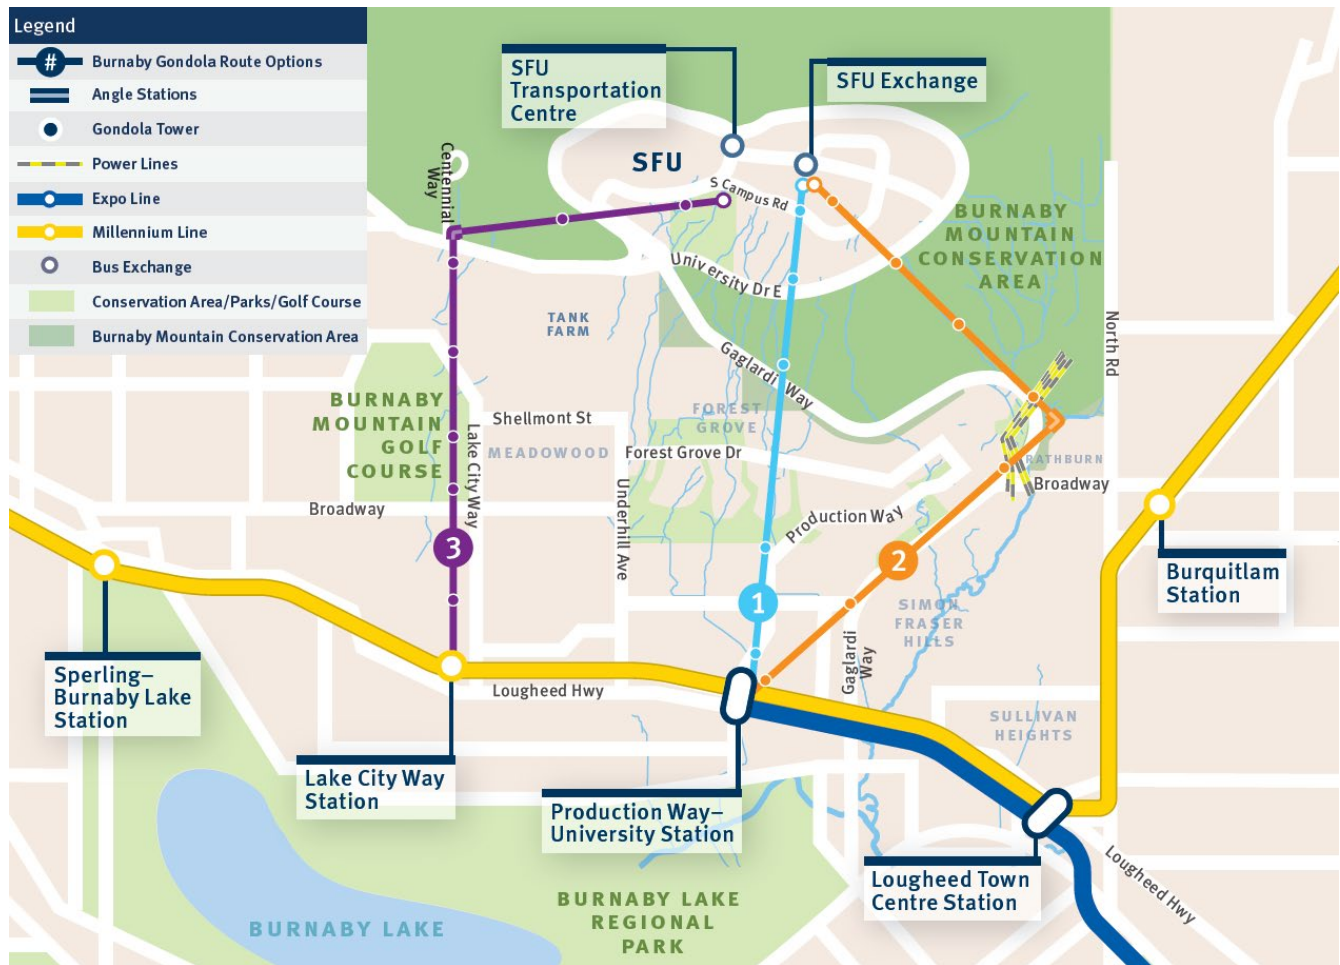 Legend
#
Burnaby Gondola Route Options
Angle Stations
Gondola Tower
Power Lines
Expo Line
Millennium Line
Bus Exchange
Conservation Area/Parks/Golf Course
Burnaby Mountain Conservation Area
SFU
Transportation
Centre
SFU Exchange
SFU
Centennial
Way
S Campus Rd
BURNABY
MOUNTAIN
CONSERVATION
AREA
University Dr E
TANK
FARM
North Rd
Gaglardi Way
BURNABY
MOUNTAIN
GOLF
COURSE
Shellmont St
FOREST
GROVE
MEADOWOOD
Forest Grove Dr
Lake City Way
RATHBURN
Broadway
Broadway
Underhill Ave
Production Way
3
2
1
Burquitlam
Station
SIMON
FRASER
HILLS
Gaglardi
Way
Sperling–
Burnaby Lake
Station
Lougheed Hwy
SULLIVAN
HEIGHTS
Lake City Way
Station
Production Way–
University Station
Lougheed Town
Centre Station
Lougheed Hwy
BURNABY LAKE
BURNABY LAKE
REGIONAL
PARK